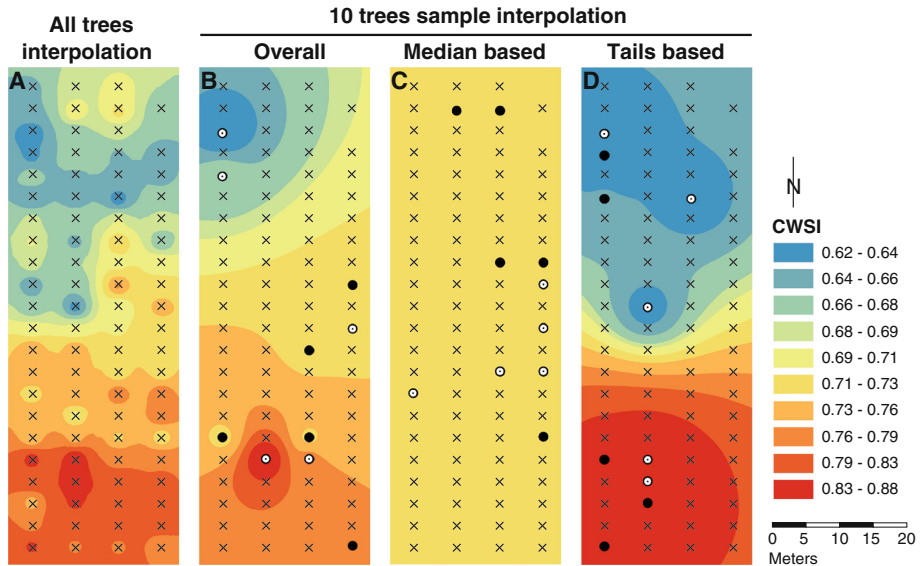 10 trees sample interpolation
All trees
interpolation
Overall
Median based
Tails based
A
B
C
D
N
CWSI
0.62 - 0.64
0.64 - 0.66
0.66 - 0.68
0.68 - 0.69
0.69 - 0.71
0.71 - 0.73
0.73 - 0.76
0.76 - 0.79
0.79 - 0.83
0.83 - 0.88
0 5 10 15 20
Meters